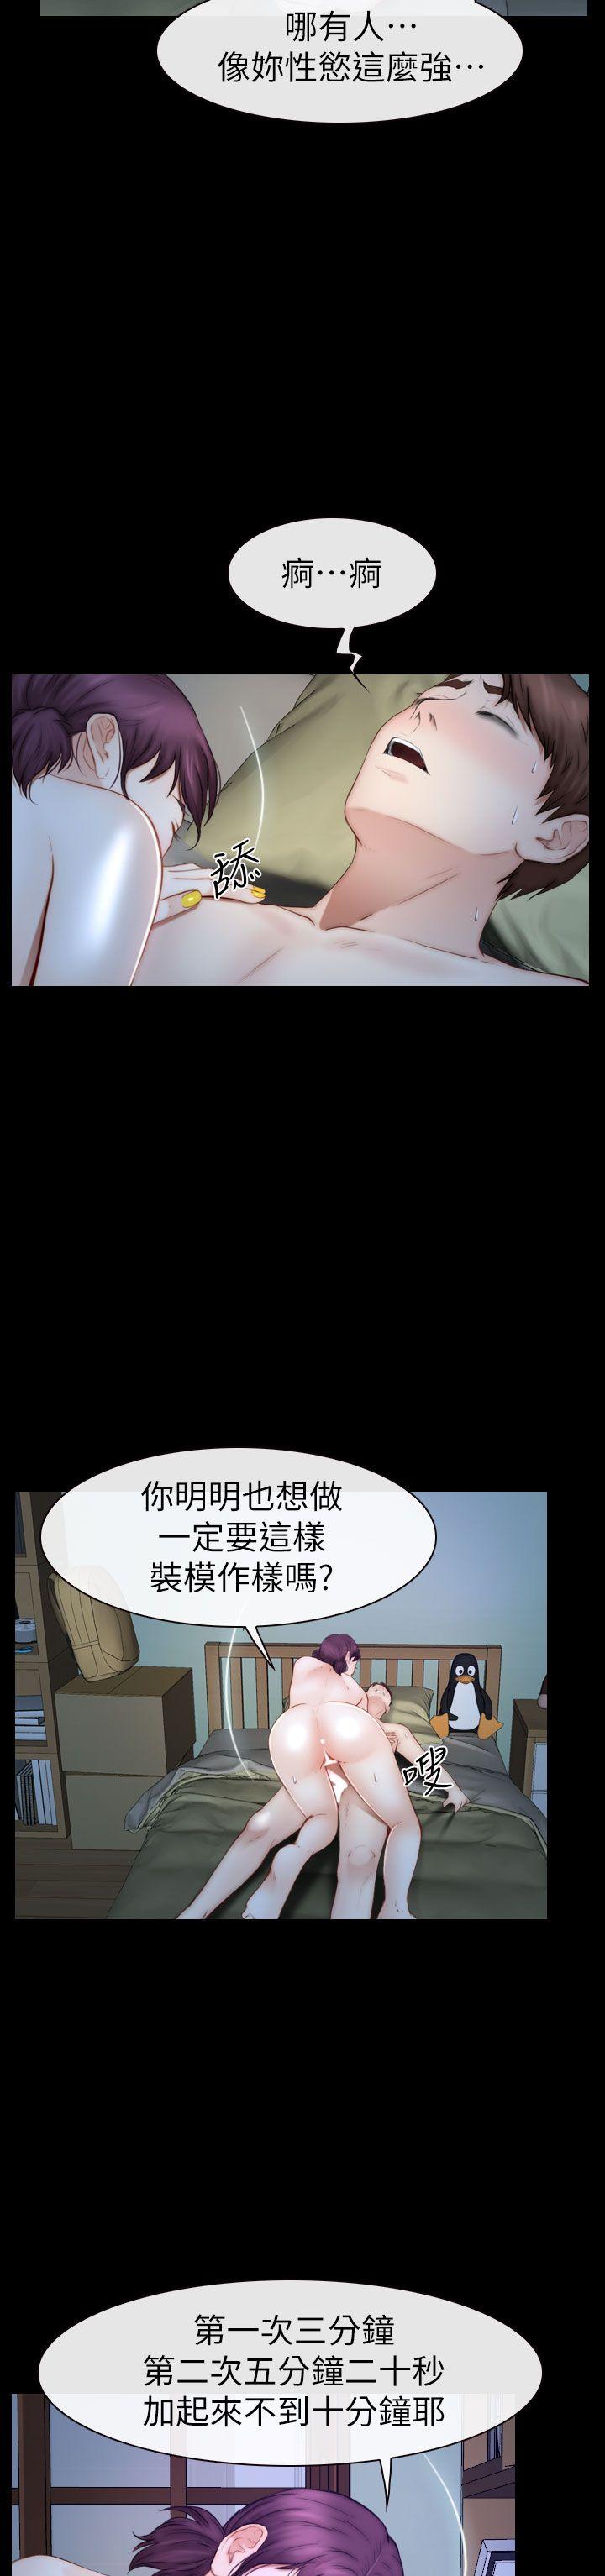 哪有人…
像妳性慾這麼強…
痾…痾
舔
你明明也想做
一定要這樣
裝模作樣嗎?
嗖
第一次三分鐘
第二次五分鐘二十秒
加起來不到十分鐘耶